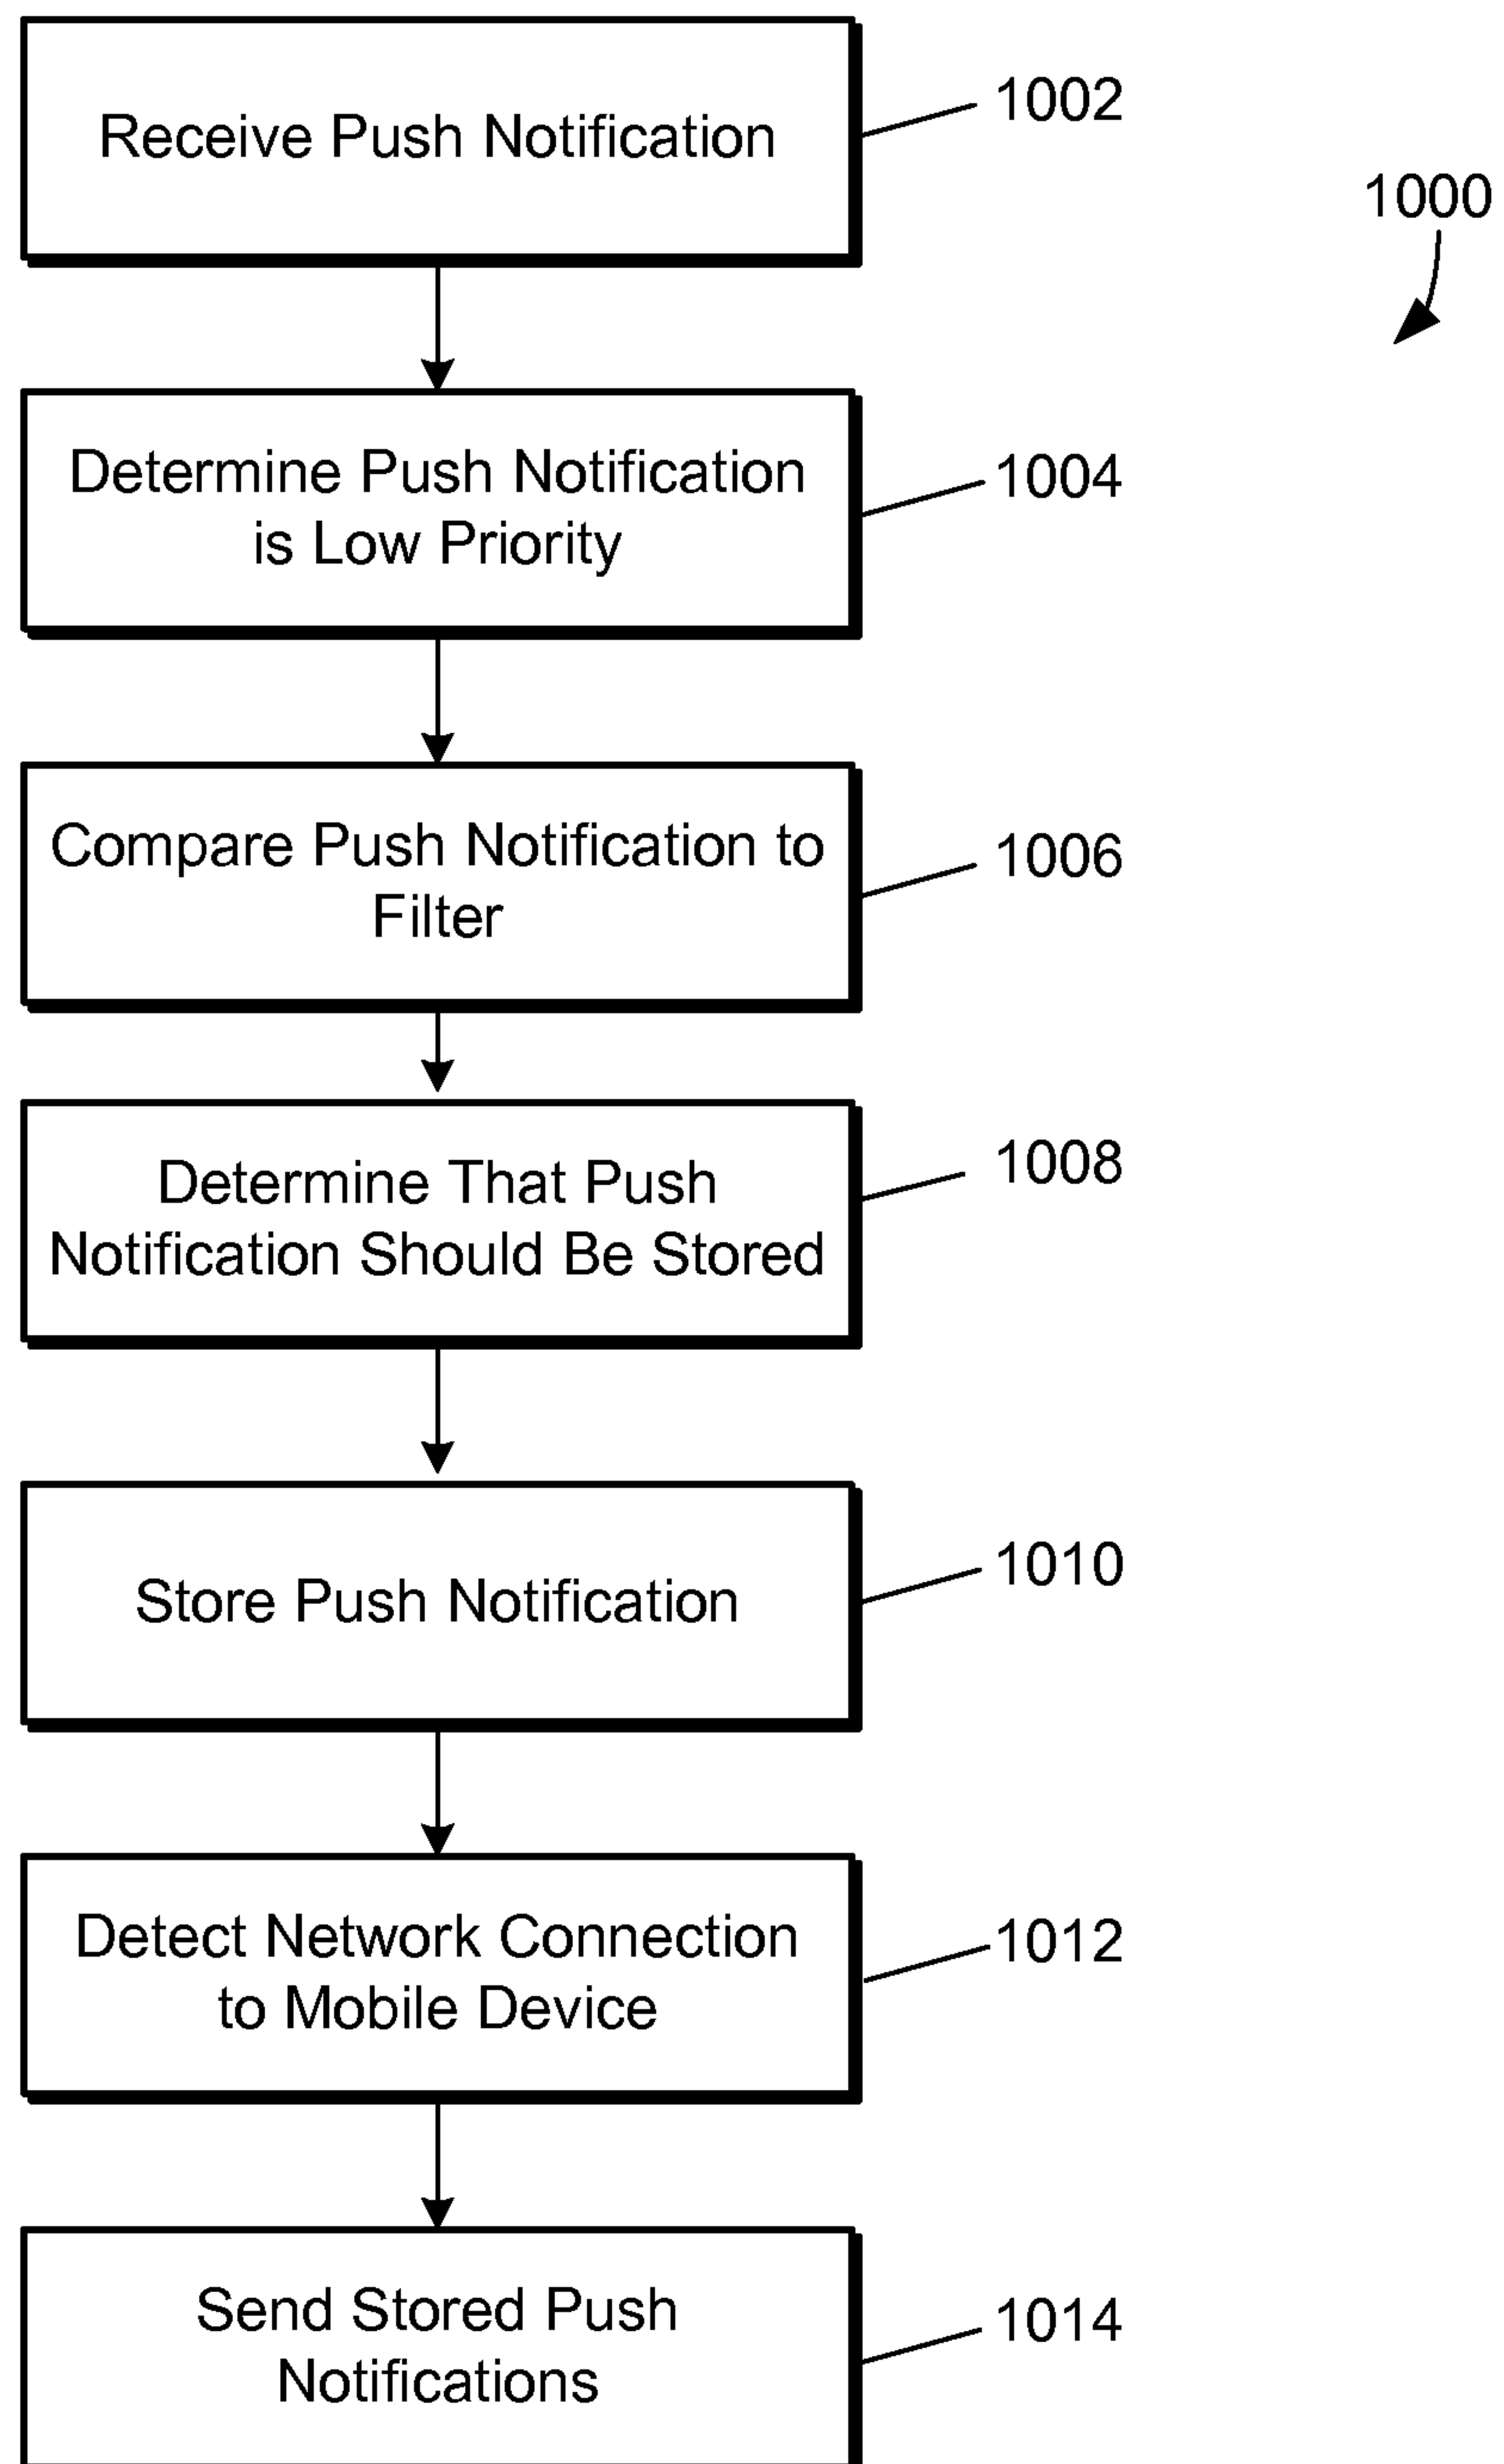 Receive Push Notification
1002
1000
Determine Push Notification
is Low Priority
1004
Compare Push Notification to
Filter
1006
Determine That Push
Notification Should Be Stored
1008
Store Push Notification
1010
Detect Network Connection
to Mobile Device
1012
Send Stored Push
Notifications
1014